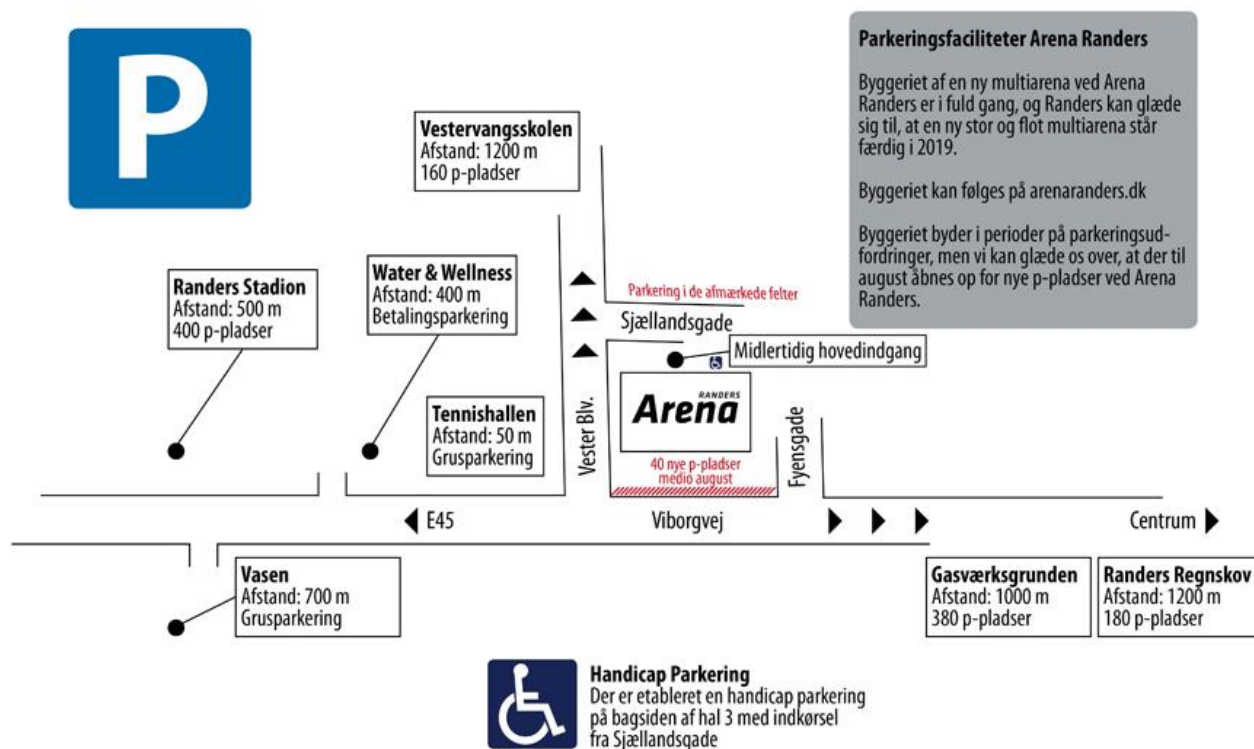 P
Parkeringsfaciliteter Arena Randers
Byggeriet af en ny multiarena ved Arena
Randers er i fuld gang, og Randers kan glæde
sig til, at en ny stor og flot multiarena står
færdig i 2019.
Byggeriet kan følges på arenaranders.dk
Byggeriet byder i perioder på parkeringsud-
fordringer, men vi kan glæde os over, at der til
august åbnes op for nye p-pladser ved Arena
Randers.
Vestervangsskolen
Afstand: 1200 m
160 p-pladser
Water & Wellness
Afstand: 400 m
Betalingsparkering
Randers Stadion
Afstand: 500 m
400 p-pladser
Parkering i de afmærkede felter
Sjællandsgade
Midlertidig hovedindgang
RANDERS
Arena
Tennishallen
Afstand: 50 m
Grusparkering
Vester Blv.
Fyensgade
40 nye p-pladser
medio august
E45
Viborgvej
Centrum
Vasen
Afstand: 700 m
Grusparkering
Gasværksgrunden
Afstand: 1000 m
380 p-pladser
Randers Regnskov
Afstand: 1200 m
180 p-pladser
Handicap Parkering
Der er etableret en handicap parkering
på bagsiden af hal 3 med indkørsel
fra Sjællandsgade